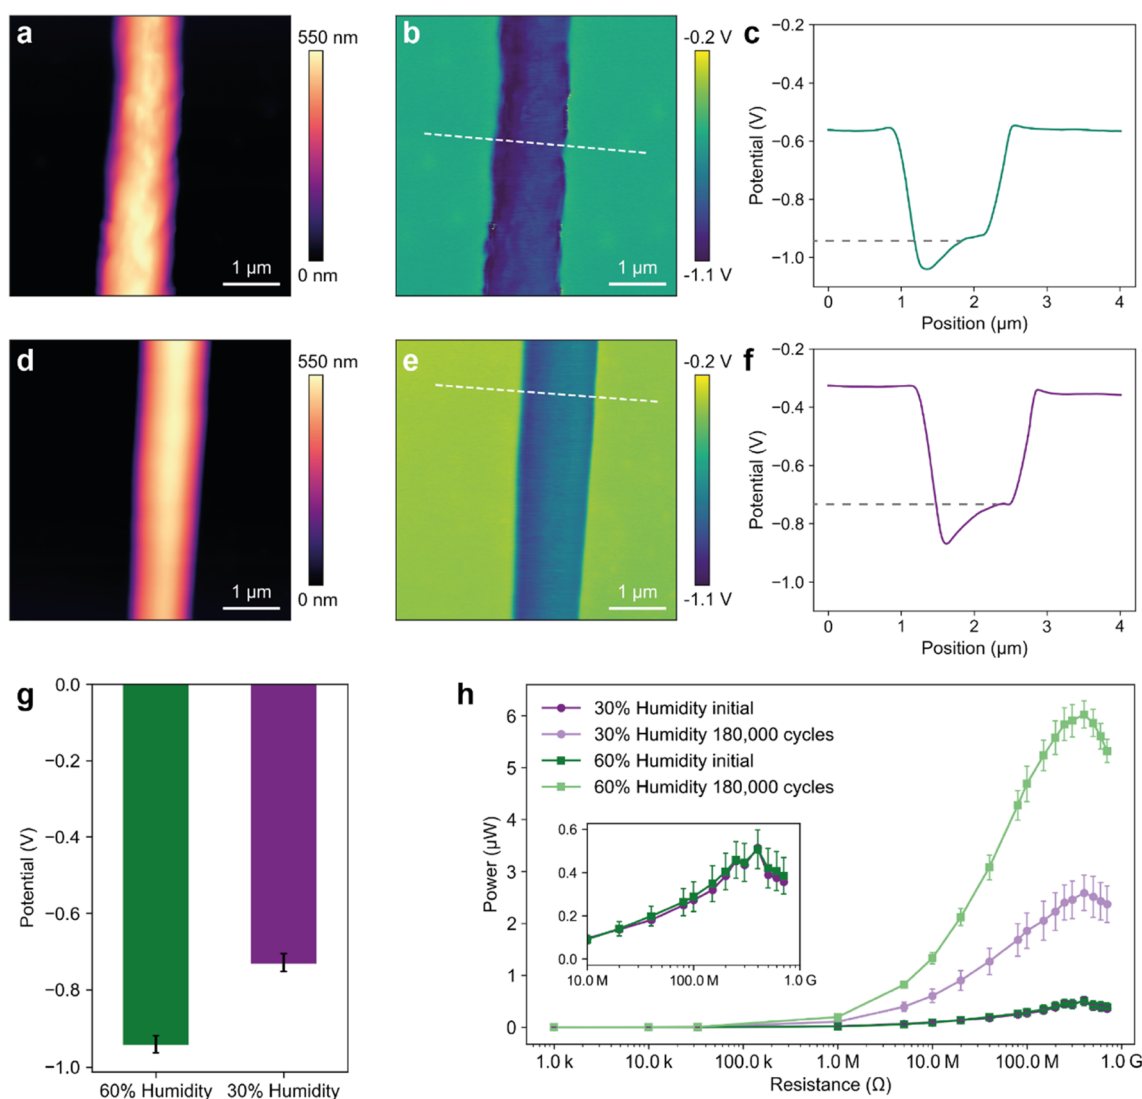 a
550 nm
0 nm
1 μm
b
-0.2 V
-1.1 V
1 μm
c
−0.2
−0.4
−0.6
−0.8
−1.0
Potential (V)
0 1 2 3 4
Position (μm)
d
550 nm
0 nm
1 μm
e
-0.2 V
-1.1 V
1 μm
f
−0.2
−0.4
−0.6
−0.8
−1.0
Potential (V)
0 1 2 3 4
Position (μm)
g
0.0
−0.2
−0.4
−0.6
−0.8
−1.0
Potential (V)
60% Humidity 30% Humidity
h
30% Humidity initial
30% Humidity 180,000 cycles
60% Humidity initial
60% Humidity 180,000 cycles
6
5
4
3
2
1
0
Power (μW)
0.6
0.4
0.2
0.0
10.0 M 100.0 M 1.0 G
1.0 k 10.0 k 100.0 k 1.0 M 10.0 M 100.0 M 1.0 G
Resistance (Ω)